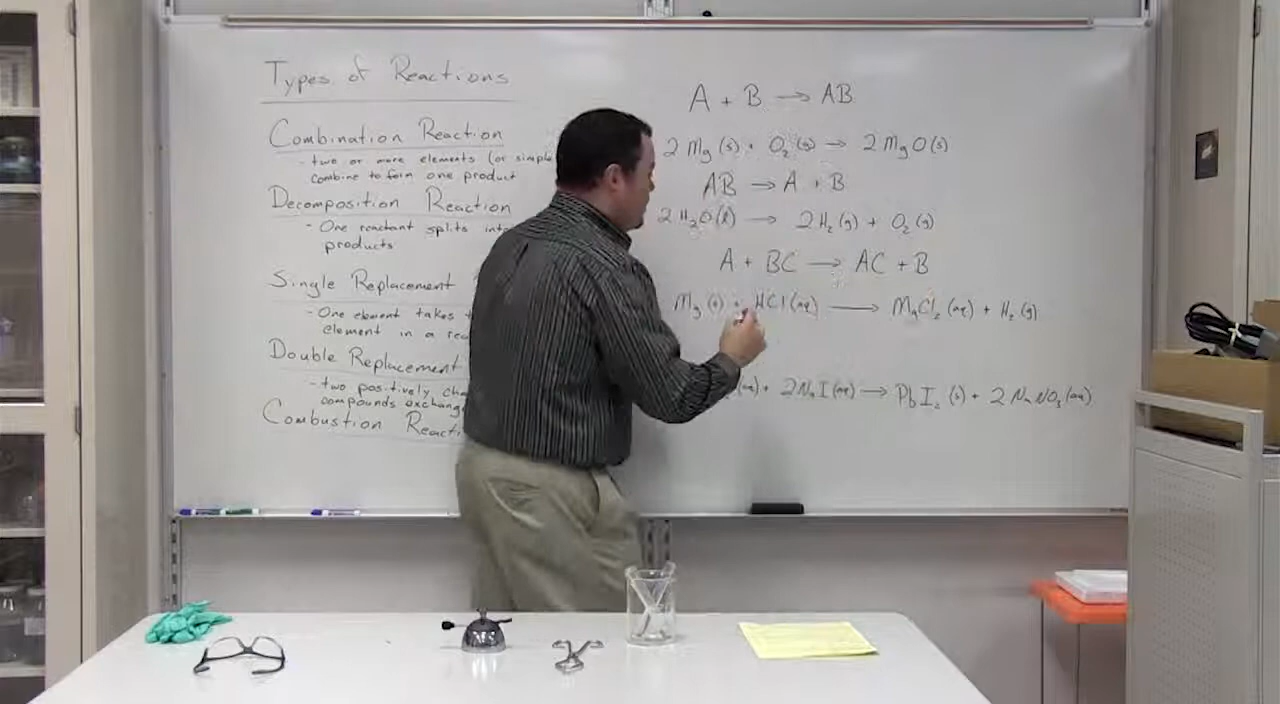 Types of Reactions
Combination Reaction
- two or more elements (or simple
combine to form one product
Decomposition Reaction
- One reactant splits into
products
Single Replacement
- One element takes
element in a
Double Replacement
- two positively
compounds exchange
Combustion
A + B → AB
2 Mg (s) + O₂ (g) → 2 MgO (s)
AB → A + B
2 H₂O (l) → 2 H₂ (g) + O₂ (g)
A + BC → AC + B
Mg (s) + HCl (aq) → MgCl₂ (aq) + H₂ (g)
(aq) + 2 NaI (aq) → PbI₂ (s) + 2 NaNO₃ (aq)